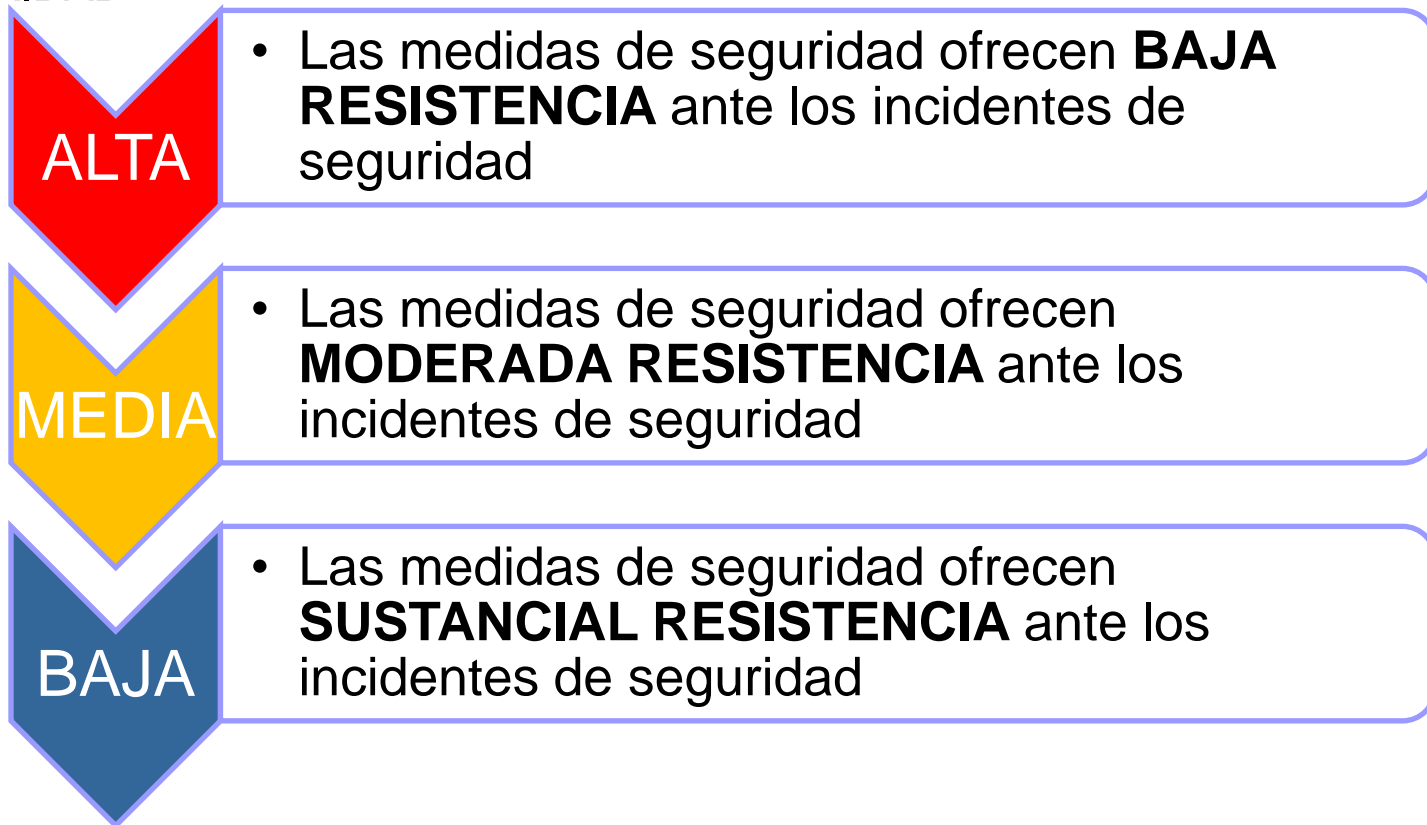 • Las medidas de seguridad ofrecen BAJA
RESISTENCIA ante los incidentes de
seguridad
ALTA
• Las medidas de seguridad ofrecen
MODERADA RESISTENCIA ante los
incidentes de seguridad
MEDIA
• Las medidas de seguridad ofrecen
SUSTANCIAL RESISTENCIA ante los
incidentes de seguridad
BAJA